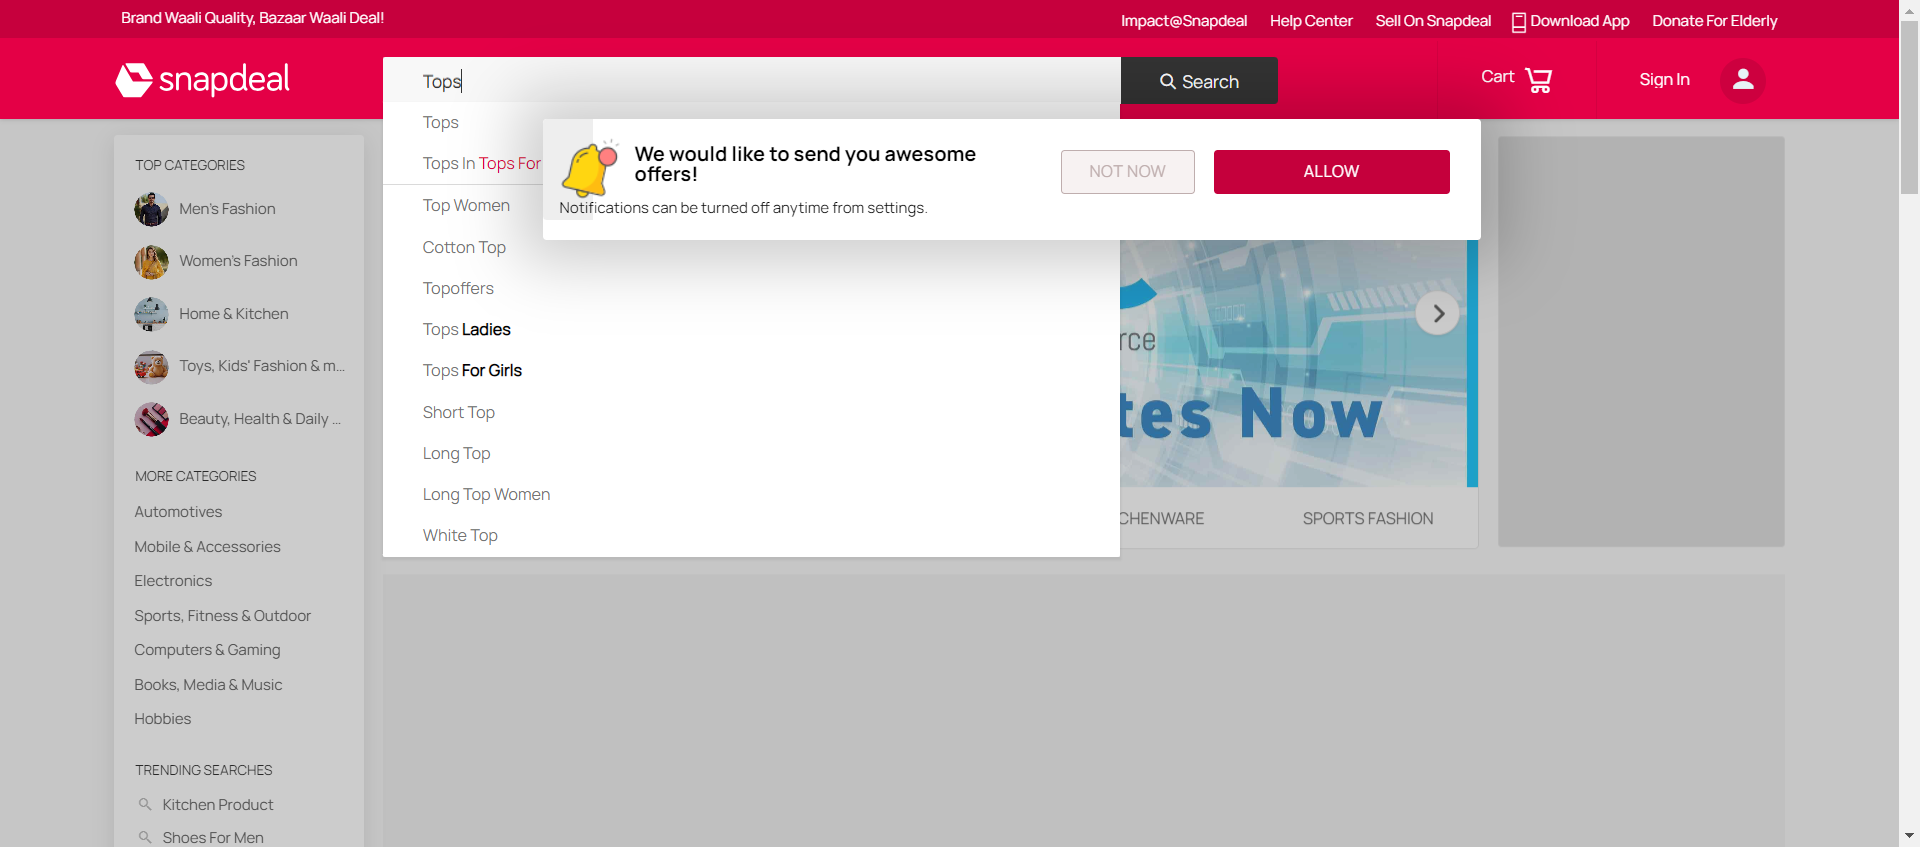 Brand Waali Quality, Bazaar Waali Deal!
Impact@Snapdeal
Help Center
Sell On Snapdeal
Download App
Donate For Elderly
snapdeal
Tops
Search
Cart
Sign In
Tops
Tops In Tops For
Top Women
Cotton Top
Topoffers
Tops Ladies
Tops For Girls
Short Top
Long Top
Long Top Women
White Top
We would like to send you awesome
offers!
Notifications can be turned off anytime from settings.
NOT NOW
ALLOW
TOP CATEGORIES
Men's Fashion
Women's Fashion
Home & Kitchen
Toys, Kids' Fashion & m...
Beauty, Health & Daily ...
MORE CATEGORIES
Automotives
Mobile & Accessories
Electronics
Sports, Fitness & Outdoor
Computers & Gaming
Books, Media & Music
Hobbies
TRENDING SEARCHES
Kitchen Product
Shoes For Men
rce
tes Now
CHENWARE
SPORTS FASHION